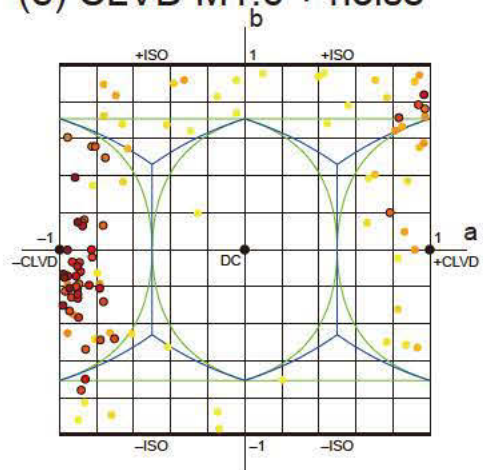 b
+ISO 1 +ISO
–1 1 a
–CLVD DC +CLVD
–ISO –1 –ISO